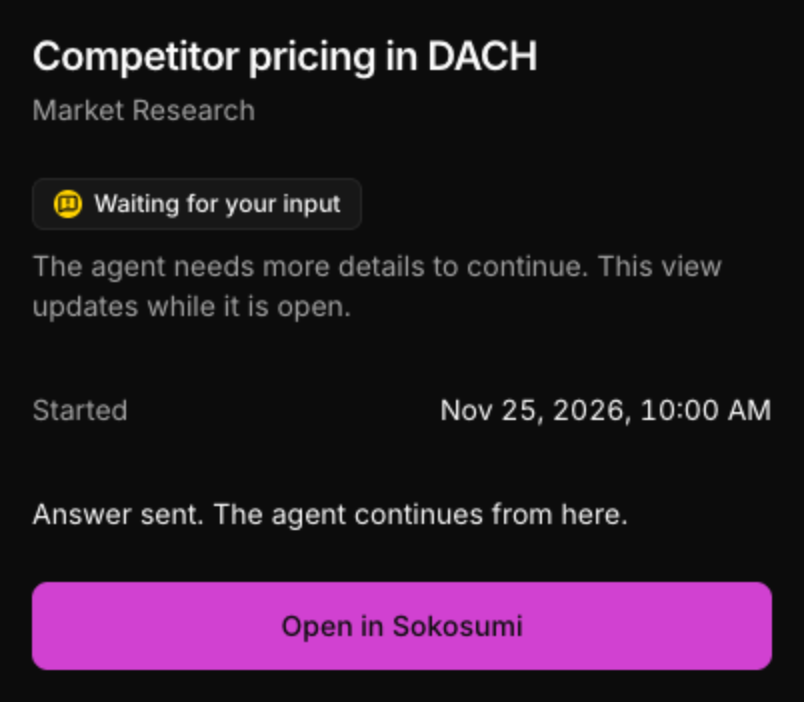 Competitor pricing in DACH
Market Research
Waiting for your input
The agent needs more details to continue. This view
updates while it is open.
Started Nov 25, 2026, 10:00 AM
Answer sent. The agent continues from here.
Open in Sokosumi